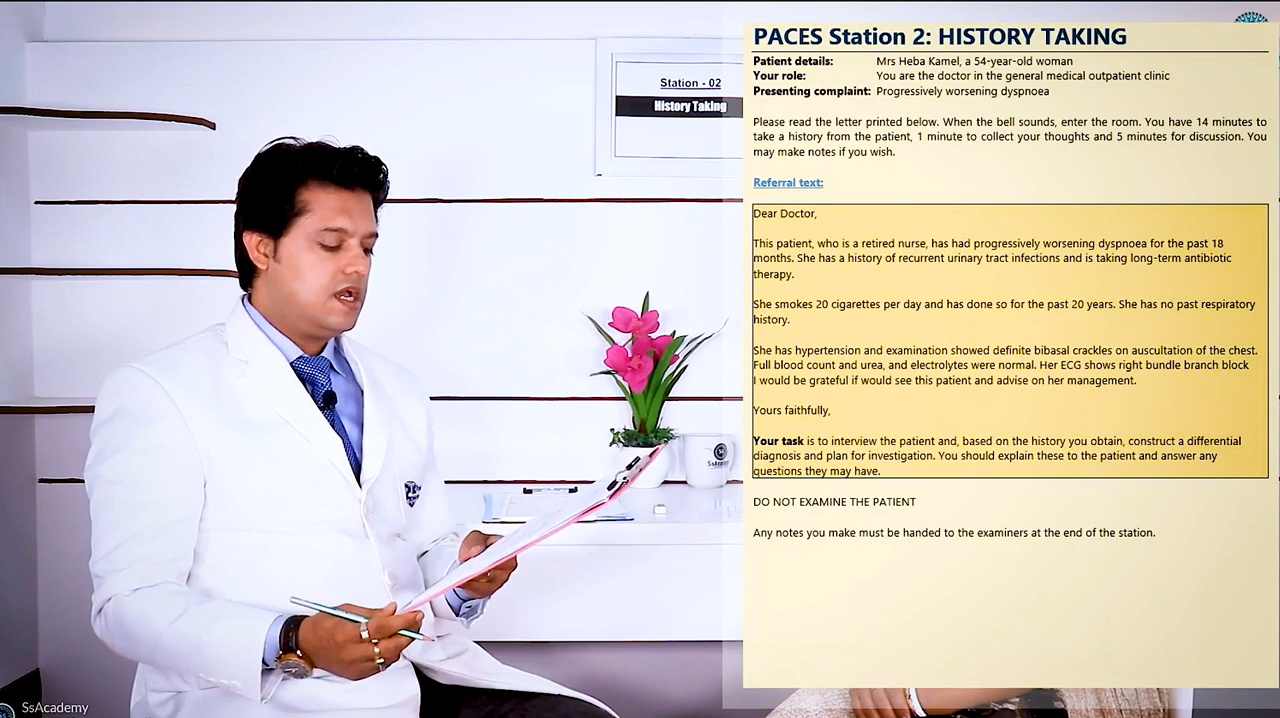 PACES Station 2: HISTORY TAKING
Patient details: Mrs Heba Kamel, a 54-year-old woman
Your role: You are the doctor in the general medical outpatient clinic
Presenting complaint: Progressively worsening dyspnoea
Please read the letter printed below. When the bell sounds, enter the room. You have 14 minutes to
take a history from the patient, 1 minute to collect your thoughts and 5 minutes for discussion. You
may make notes if you wish.
Referral text:
Dear Doctor,
This patient, who is a retired nurse, has had progressively worsening dyspnoea for the past 18
months. She has a history of recurrent urinary tract infections and is taking long-term antibiotic
therapy.
She smokes 20 cigarettes per day and has done so for the past 20 years. She has no past respiratory
history.
She has hypertension and examination showed definite bibasal crackles on auscultation of the chest.
Full blood count and urea, and electrolytes were normal. Her ECG shows right bundle branch block
I would be grateful if would see this patient and advise on her management.
Yours faithfully,
Your task is to interview the patient and, based on the history you obtain, construct a differential
diagnosis and plan for investigation. You should explain these to the patient and answer any
questions they may have.
DO NOT EXAMINE THE PATIENT
Any notes you make must be handed to the examiners at the end of the station.
Station - 02
History Taking
SsAcademy